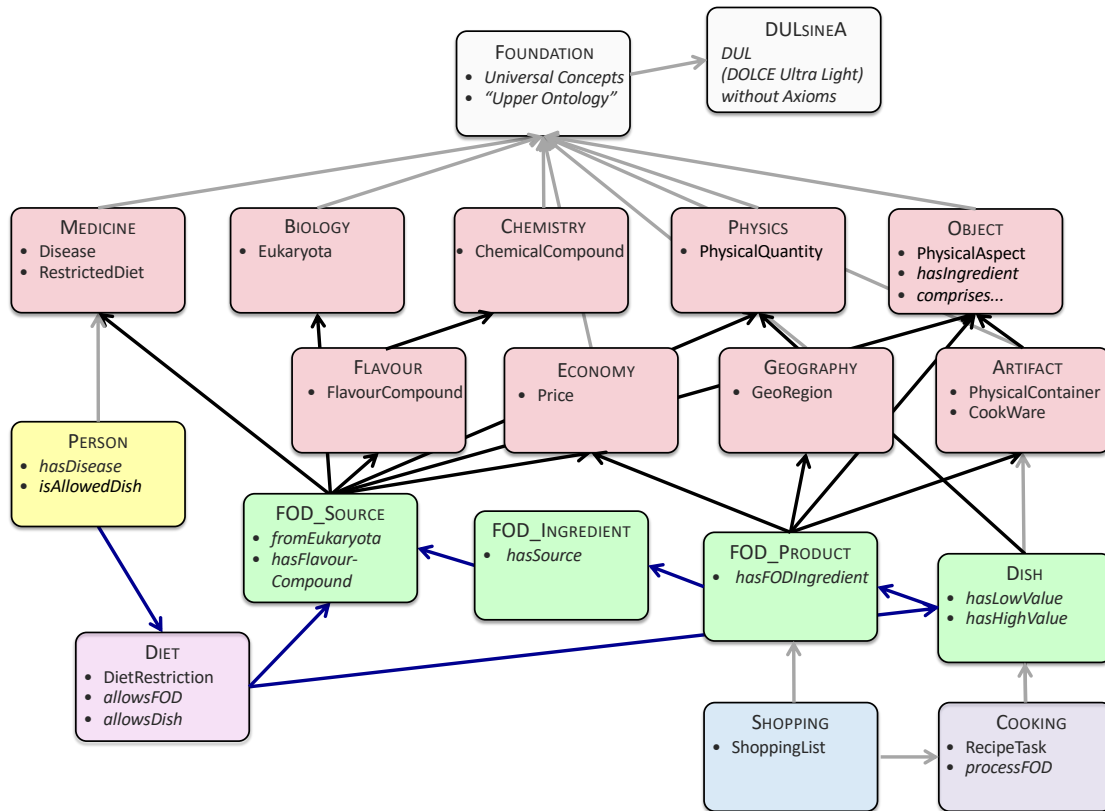 FOUNDATION
• Universal Concepts
• “Upper Ontology”
DULSINEA
DUL
(DOLCE Ultra Light)
without Axioms
MEDICINE
• Disease
• RestrictedDiet
BIOLOGY
• Eukaryota
CHEMISTRY
• ChemicalCompound
PHYSICS
• PhysicalQuantity
OBJECT
• PhysicalAspect
• hasIngredient
• comprises...
FLAVOUR
• FlavourCompound
ECONOMY
• Price
GEOGRAPHY
• GeoRegion
ARTIFACT
• PhysicalContainer
• CookWare
PERSON
• hasDisease
• isAllowedDish
FOD_SOURCE
• fromEukaryota
• hasFlavour-
Compound
FOD_INGREDIENT
• hasSource
FOD_PRODUCT
• hasFODIngredient
DISH
• hasLowValue
• hasHighValue
DIET
• DietRestriction
• allowsFOD
• allowsDish
SHOPPING
• ShoppingList
COOKING
• RecipeTask
• processFOD